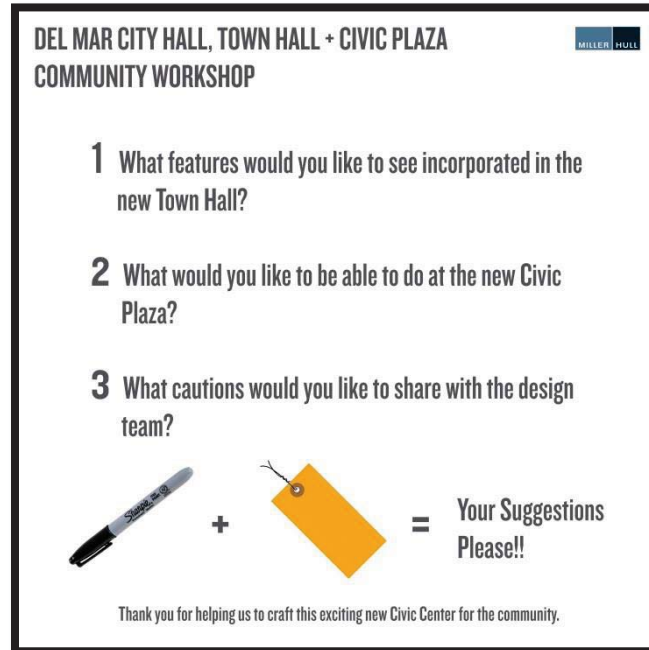 DEL MAR CITY HALL, TOWN HALL + CIVIC PLAZA
COMMUNITY WORKSHOP
MILLER HULL
1 What features would you like to see incorporated in the
new Town Hall?
2 What would you like to be able to do at the new Civic
Plaza?
3 What cautions would you like to share with the design
team?
Sharpie
+
=
Your Suggestions
Please!!
Thank you for helping us to craft this exciting new Civic Center for the community.